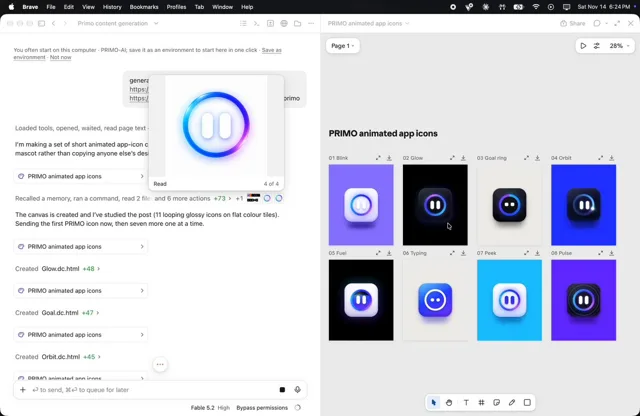 Brave File Edit View History Bookmarks Profiles Tab Window Help
Sat Nov 14 6:24 PM
Primo content generation
PRIMO animated app icons
Share
You often start on this computer · PRIMO-AI, save it as an environment to start here in one click · Save as
environment · Not now
Page 1
28%
genera
https:/
https:/
primo
Read
4 of 4
Loaded tools, opened, waited, read page text
I'm making a set of short animated app-icon c
mascot rather than copying anyone else's desi
PRIMO animated app icons
Recalled a memory, ran a command, read 2 file and 6 more actions +73 +1
The canvas is created and I've studied the post (11 looping glossy icons on flat colour tiles).
Sending the first PRIMO icon now, then seven more one at a time.
PRIMO animated app icons
Created Glow.dc.html +48
PRIMO animated app icons
Created Goal.dc.html +47
PRIMO animated app icons
Created Orbit.dc.html +45
PRIMO animated app icons
to send, to queue for later
Fable 5.2 High Bypass permissions
PRIMO animated app icons
01 Blink
02 Glow
03 Goal ring
04 Orbit
05 Fuel
06 Typing
07 Peek
08 Pulse